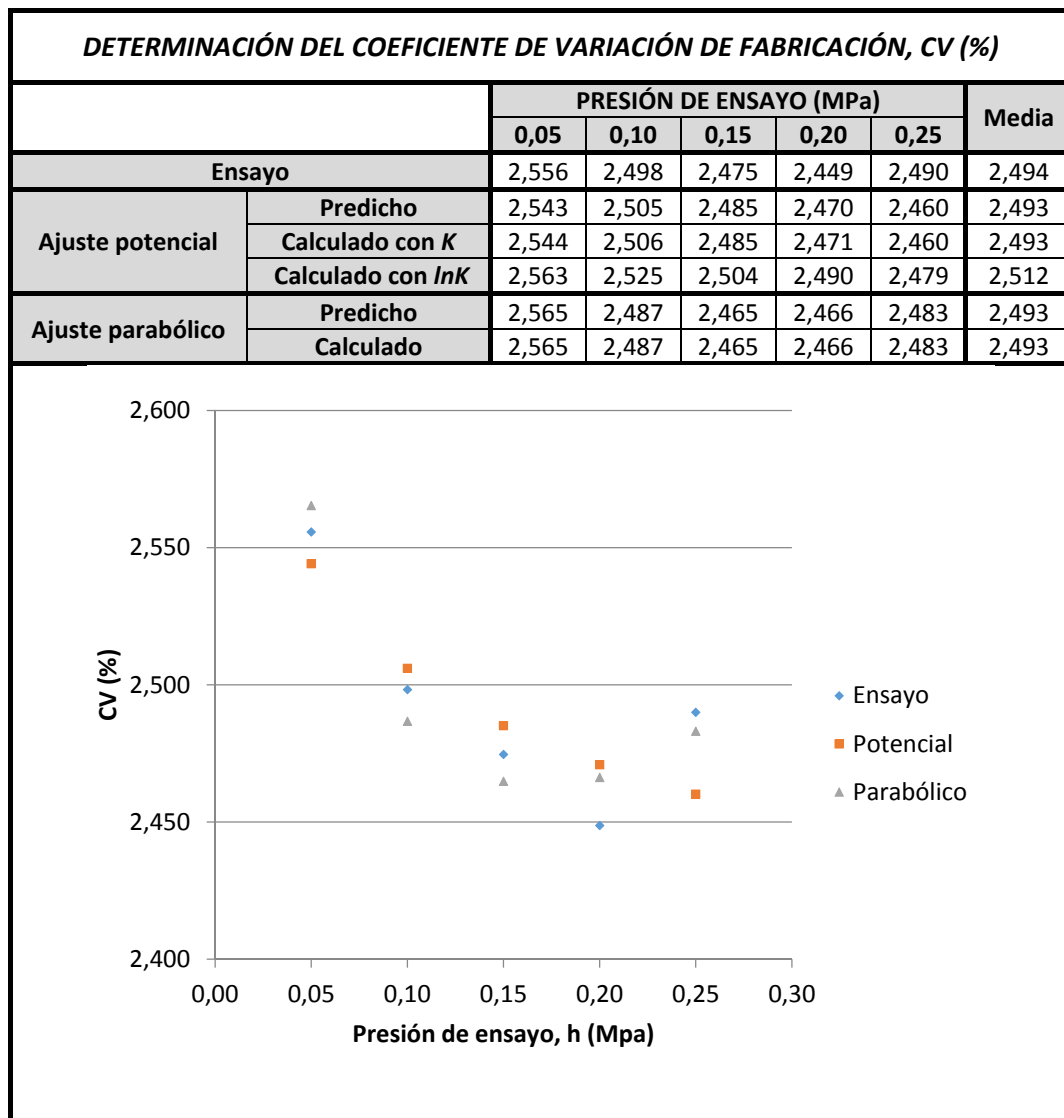 DETERMINACIÓN DEL COEFICIENTE DE VARIACIÓN DE FABRICACIÓN, CV (%)
PRESIÓN DE ENSAYO (MPa) Media
0,05 0,10 0,15 0,20 0,25
Ensayo 2,556 2,498 2,475 2,449 2,490 2,494
Ajuste potencial
Predicho 2,543 2,505 2,485 2,470 2,460 2,493
Calculado con K 2,544 2,506 2,485 2,471 2,460 2,493
Calculado con lnK 2,563 2,525 2,504 2,490 2,479 2,512
Ajuste parabólico
Predicho 2,565 2,487 2,465 2,466 2,483 2,493
Calculado 2,565 2,487 2,465 2,466 2,483 2,493
2,600
2,550
2,500
2,450
2,400
CV (%)
0,00 0,05 0,10 0,15 0,20 0,25 0,30
Presión de ensayo, h (Mpa)
Ensayo
Potencial
Parabólico